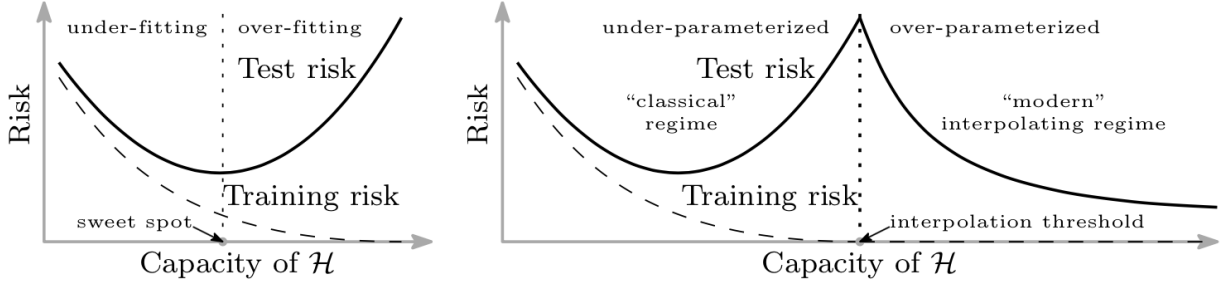 under-fitting
over-fitting
Test risk
Risk
Training risk
sweet spot
Capacity of ℋ
under-parameterized
over-parameterized
Test risk
Risk
“classical”
regime
“modern”
interpolating regime
Training risk
interpolation threshold
Capacity of ℋ